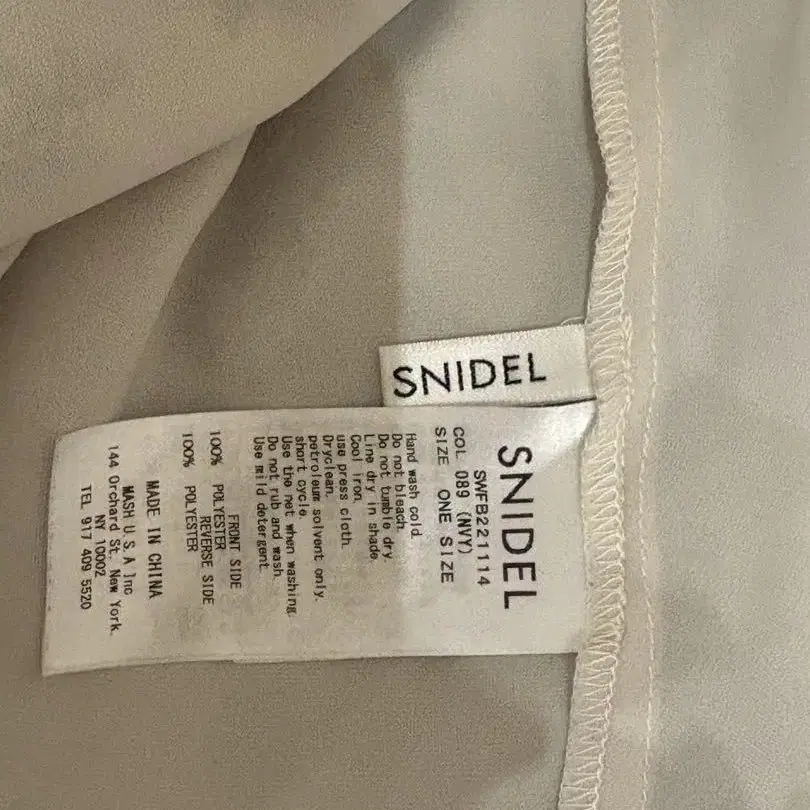 SNIDEL
SNIDEL
SWFB221114
COL 089 (NVY)
SIZE ONE SIZE
Hand wash cold.
Do not bleach.
Do not tumble dry
Line dry in shade
Cool iron.
use press cloth.
Dryclean.
petroleum solvent only.
short cycle
Use the net when washing.
Do not rub and wash
Use mild detergent.
FRONT SIDE
100% POLYESTER
REVERSE SIDE
100% POLYESTER
MADE IN CHINA
MASH U S A Inc
144 Orchard St. New York.
NY 10002
TEL 917 409 5520